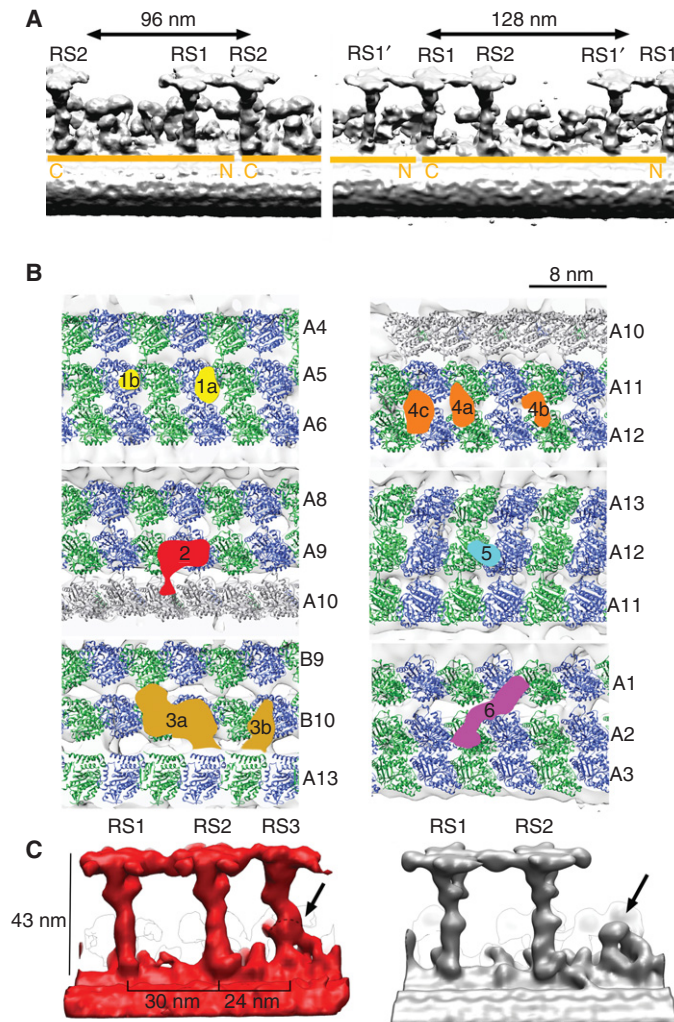 A
96 nm
128 nm
RS2 RS1 RS2
RS1′ RS1 RS2 RS1′ RS1
C N C
N C N
B
8 nm
A4
1b 1a A5
A6
A10
A11
4c 4a 4b
A12
A8
2 A9
A10
A13
5 A12
A11
B9
3a 3b B10
A13
A1
6
A2
A3
C
RS1 RS2 RS3
43 nm
30 nm 24 nm
RS1 RS2